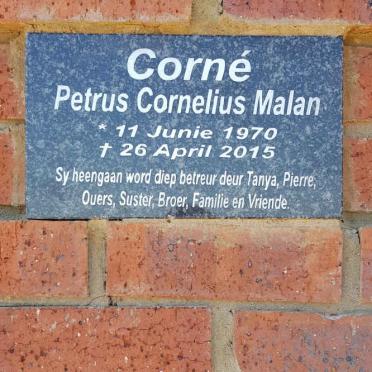 Corné
Petrus Cornelius Malan
* 11 Junie 1970
† 26 April 2015
Sy heengaan word diep betreur deur Tanya, Pierre,
Ouers, Suster, Broer, Familie en Vriende.